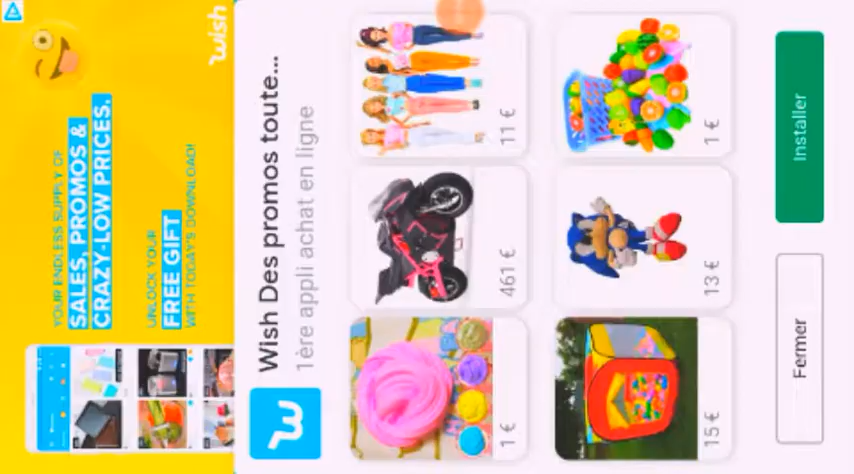 YOUR ENDLESS SUPPLY OF
SALES, PROMOS &
CRAZY-LOW PRICES.
UNLOCK YOUR
FREE GIFT
WITH TODAY'S DOWNLOAD!
wish
Wish Des promos toute...
1ère appli achat en ligne
1 €
461 €
11 €
15 €
13 €
1 €
Fermer
Installer